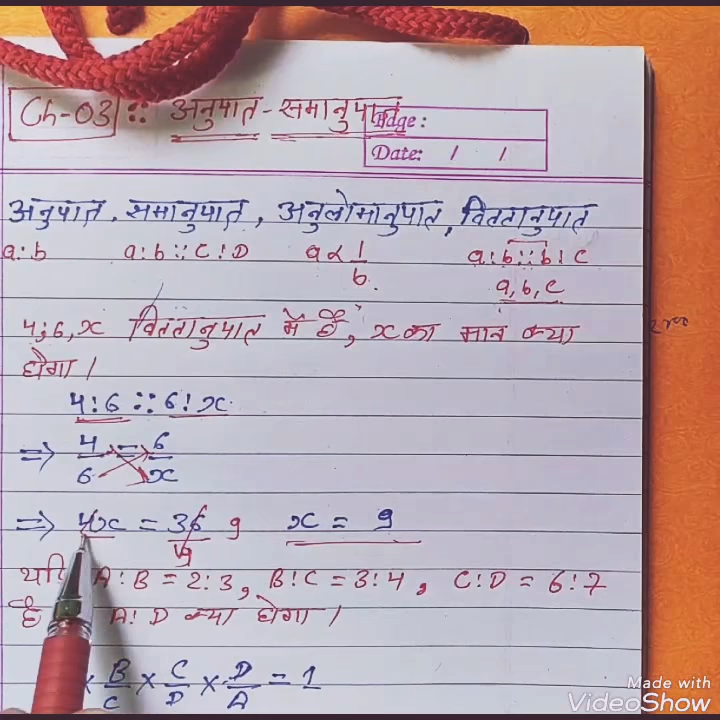 Ch-03 :: अनुपात - समानुपात
Page:
Date: / /
अनुपात, समानुपात, अनुलोमानुपात, विततानुपात
a:b a:b::C:D a∝1/b a:b::b:c
a,b,c
4,6,x विततानुपात में है, x का मान क्या
होगा।
4:6::6:x
⇒ 4/6 = 6/x
⇒ 4x = 36 9 x = 9
यदि A:B = 2:3, B:C = 3:4, C:D = 6:7
है A:D क्या होगा।
× B/C × C/D × D/A = 1
Made with
VideoShow